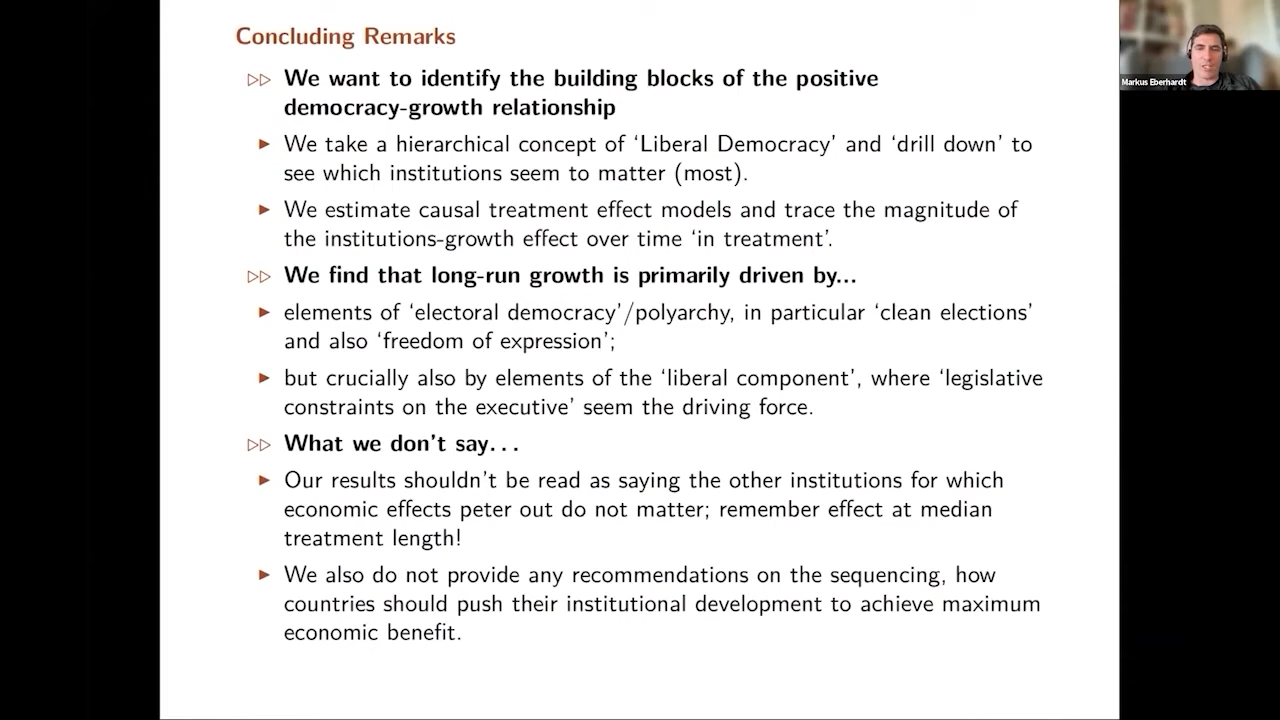 Concluding Remarks
▷▷ We want to identify the building blocks of the positive
democracy-growth relationship
▶ We take a hierarchical concept of ‘Liberal Democracy’ and ‘drill down’ to
see which institutions seem to matter (most).
▶ We estimate causal treatment effect models and trace the magnitude of
the institutions-growth effect over time ‘in treatment’.
▷▷ We find that long-run growth is primarily driven by...
▶ elements of ‘electoral democracy’/polyarchy, in particular ‘clean elections’
and also ‘freedom of expression’;
▶ but crucially also by elements of the ‘liberal component’, where ‘legislative
constraints on the executive’ seem the driving force.
▷▷ What we don’t say...
▶ Our results shouldn’t be read as saying the other institutions for which
economic effects peter out do not matter; remember effect at median
treatment length!
▶ We also do not provide any recommendations on the sequencing, how
countries should push their institutional development to achieve maximum
economic benefit.
Markus Eberhardt